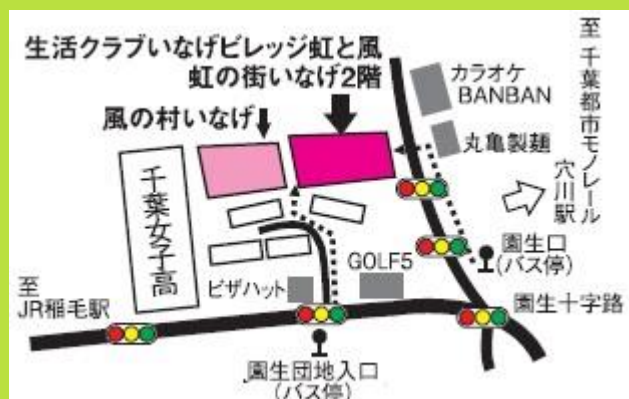 生活クラブいなげビレッジ虹と風
虹の街いなげ2階
風の村いなげ
千葉女子高
カラオケ
BANBAN
丸亀製麺
至 千葉都市モノレール
穴川駅
園生口
(バス停)
GOLF5
ピザハット
至
JR稲毛駅
園生十字路
園生団地入口
(バス停)